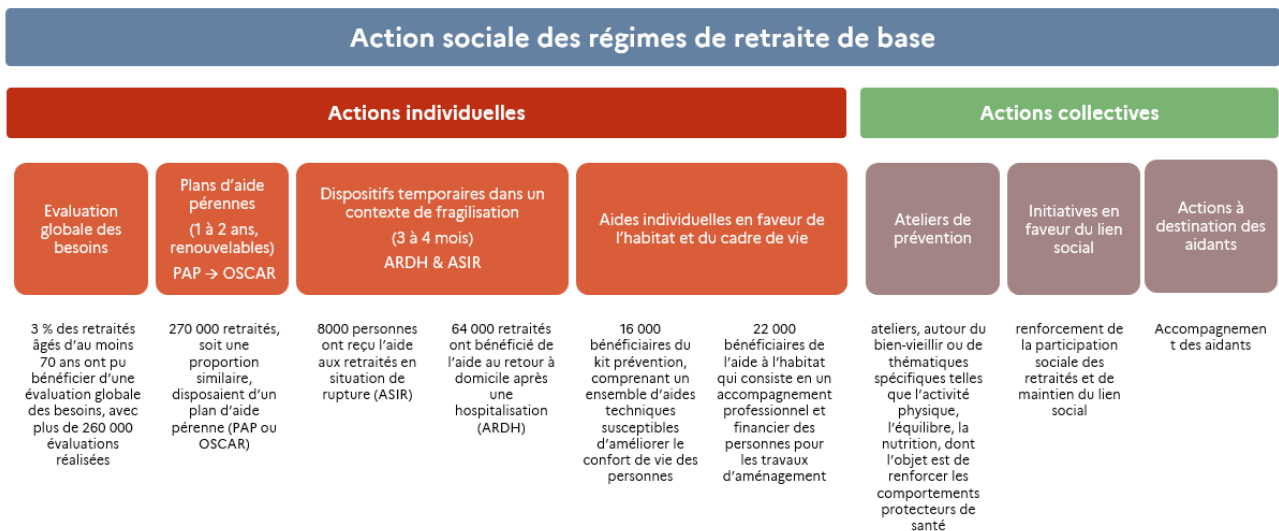 Action sociale des régimes de retraite de base
Actions individuelles
Actions collectives
Evaluation
globale des
besoins
Plans d'aide
pérennes
(1 à 2 ans,
renouvelables)
PAP → OSCAR
Dispositifs temporaires dans un
contexte de fragilisation
(3 à 4 mois)
ARDH & ASIR
Aides individuelles en faveur de
l'habitat et du cadre de vie
Ateliers de
prévention
Initiatives en
faveur du lien
social
Actions à
destination des
aidants
3 % des retraités
âgés d'au moins
70 ans ont pu
bénéficier d'une
évaluation globale
des besoins, avec
plus de 260 000
évaluations
réalisées
270 000 retraités,
soit une
proportion
similaire,
disposaient d'un
plan d'aide
pérenne (PAP ou
OSCAR)
8000 personnes
ont reçu l'aide
aux retraités en
situation de
rupture (ASIR)
64 000 retraités
ont bénéficié de
l'aide au retour à
domicile après
une
hospitalisation
(ARDH)
16 000
bénéficiaires du
kit prévention,
comprenant un
ensemble d'aides
techniques
susceptibles
d'améliorer le
confort de vie des
personnes
22 000
bénéficiaires de
l'aide à l'habitat
qui consiste en un
accompagnement
professionnel et
financier des
personnes pour
les travaux
d'aménagement
ateliers, autour du
bien-vieillir ou de
thématiques
spécifiques telles
que l'activité
physique,
l'équilibre, la
nutrition, dont
l'objet est de
renforcer les
comportements
protecteurs de
santé
renforcement de
la participation
sociale des
retraités et de
maintien du lien
social
Accompagnemen
t des aidants